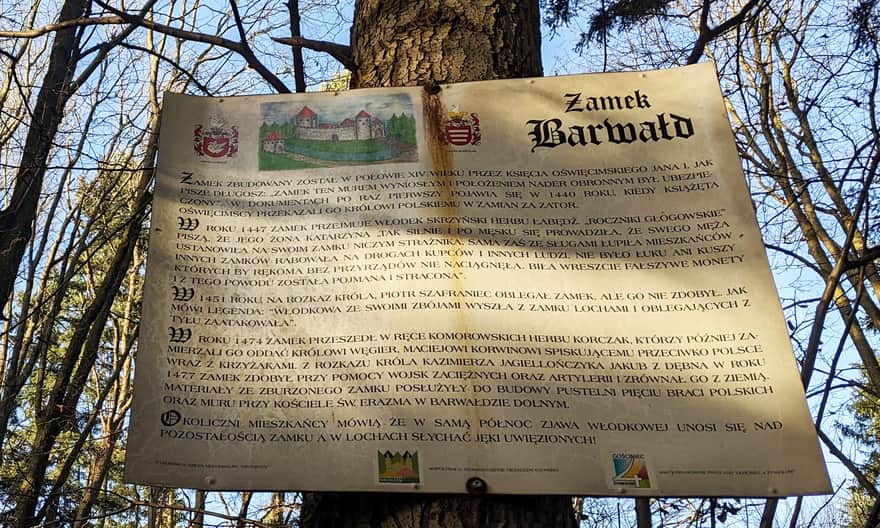 Zamek
Barwałd
ZAMEK ZBUDOWANY ZOSTAŁ W POŁOWIE XIV WIEKU PRZEZ KSIĘCIA OŚWIĘCIMSKIEGO JANA I. JAK
PISZE DŁUGOSZ „ZAMEK TEN MUREM WYNIOSŁYM I POŁOŻENIEM NADER OBRONNYM BYŁ UBEZPIE-
CZONY". W DOKUMENTACH PO RAZ PIERWSZY POJAWIA SIĘ W 1440 ROKU, KIEDY KSIĄŻĘTA
OŚWIĘCIMSCY PRZEKAZALI GO KRÓLOWI POLSKIEMU W ZAMIAN ZA ZATOR.
W ROKU 1447 ZAMEK PRZEJMUJE WŁODEK SKRZYŃSKI HERBU ŁABĘDŹ. „ROCZNIKI GŁOGOWSKIE"
PISZĄ, ŻE JEGO ŻONA KATARZYNA „TAK SILNIE I PO MĘSKU SIĘ PROWADZIŁA, ŻE SWEGO MĘŻA
USTANOWIŁA NA SWOIM ZAMKU NICZYM STRAŻNIKA, SAMA ZAŚ ZE SŁUGAMI ŁUPIŁA MIESZKAŃCÓW
INNYCH ZAMKÓW RABOWAŁA NA DROGACH KUPCÓW I INNYCH LUDZI. NIE BYŁO ŁUKU ANI KUSZY
KTÓRYCH BY RĘKOMA BEZ PRZYRZĄDÓW NIE NACIĄGNĘŁA. BIŁA WRESZCIE FAŁSZYWE MONETY
I Z TEGO POWODU ZOSTAŁA POJMANA I STRACONA".
W 1451 ROKU, NA ROZKAZ KRÓLA, PIOTR SZAFRANIEC OBLEGAŁ ZAMEK, ALE GO NIE ZDOBYŁ. JAK
MÓWI LEGENDA: "WŁODKOWA ZE SWOIMI ZBÓJAMI WYSZŁA Z ZAMKU LOCHAMI I OBLEGAJĄCYCH Z
TYŁU ZAATAKOWAŁA".
W ROKU 1474 ZAMEK PRZESZEDŁ W RĘCE KOMOROWSKICH HERBU KORCZAK, KTÓRZY PÓŹNIEJ ZA-
MIERZALI GO ODDAĆ KRÓLOWI WĘGIER, MACIEJOWI KORWINOWI SPISKUJĄCEMU PRZECIWKO POLSCE
WRAZ Z KRZYŻAKAMI. Z ROZKAZU KRÓLA KAZIMIERZA JAGIELLOŃCZYKA JAKUB Z DĘBNA W ROKU
1477 ZAMEK ZDOBYŁ PRZY POMOCY WOJSK ZACIĘŻNYCH ORAZ ARTYLERII I ZRÓWNAŁ GO Z ZIEMIĄ.
MATERIAŁY ZE ZBURZONEGO ZAMKU POSŁUŻYŁY DO BUDOWY PUSTELNI PIĘCIU BRACI POLSKICH
ORAZ MURU PRZY KOŚCIELE ŚW. ERAZMA W BARWAŁDZIE DOLNYM.
OKOLICZNI MIESZKAŃCY MÓWIĄ ŻE W SAMĄ PÓŁNOC ZJAWA WŁODKOWEJ UNOSI SIĘ NAD
POZOSTAŁOŚCIĄ ZAMKU A W LOCHACH SŁYCHAĆ JĘKI UWIĘZIONYCH!
GOŚCINIEC